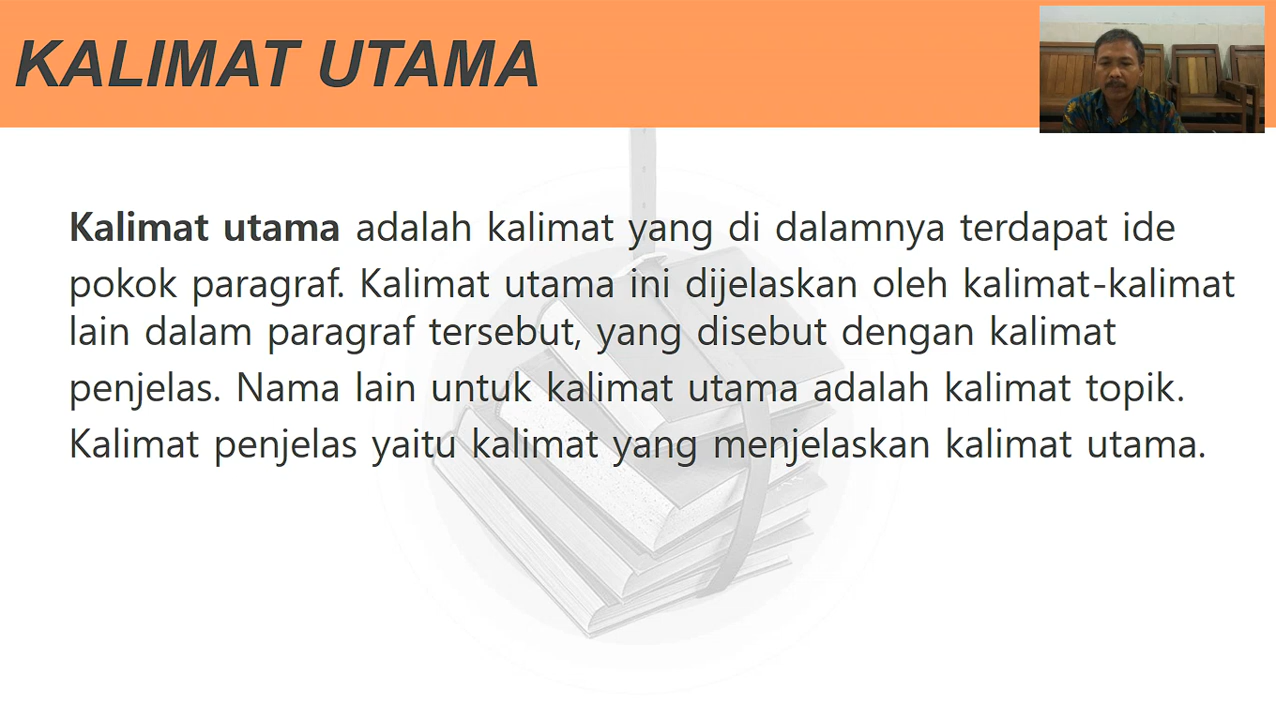 KALIMAT UTAMA
Kalimat utama adalah kalimat yang di dalamnya terdapat ide
pokok paragraf. Kalimat utama ini dijelaskan oleh kalimat-kalimat
lain dalam paragraf tersebut, yang disebut dengan kalimat
penjelas. Nama lain untuk kalimat utama adalah kalimat topik.
Kalimat penjelas yaitu kalimat yang menjelaskan kalimat utama.